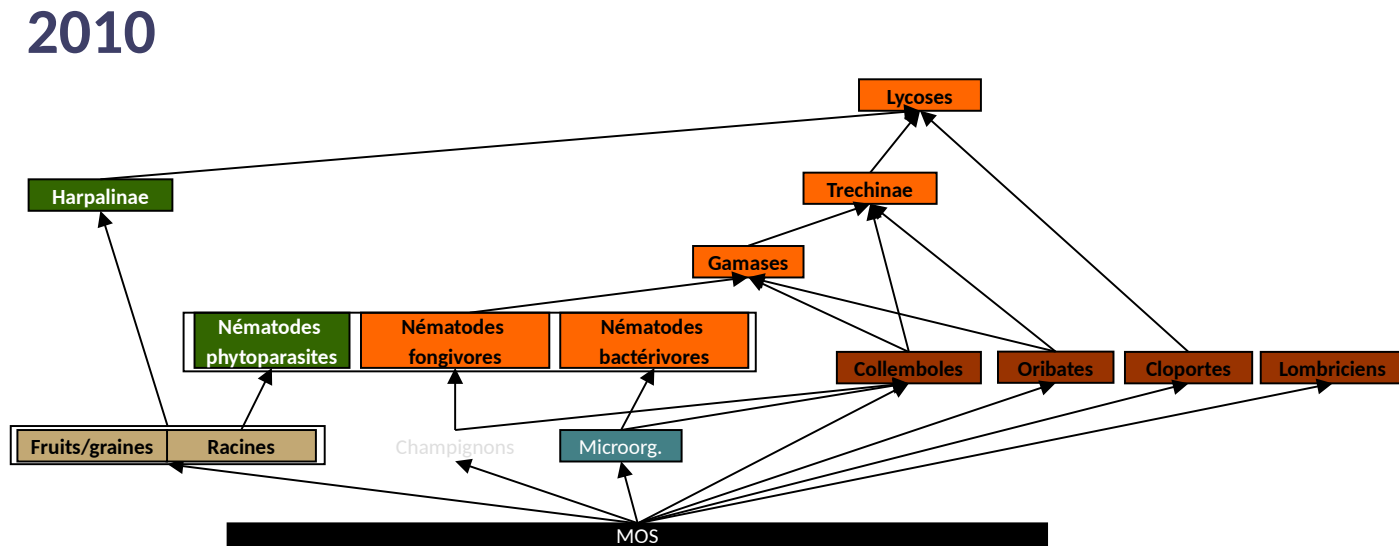 2010
Lycoses
Harpalinae
Trechinae
Gamases
Nématodes
phytoparasites
Nématodes
fongivores
Nématodes
bactérivores
Collemboles
Oribates
Cloportes
Lombriciens
Fruits/graines
Racines
Champignons
Microorg.
MOS